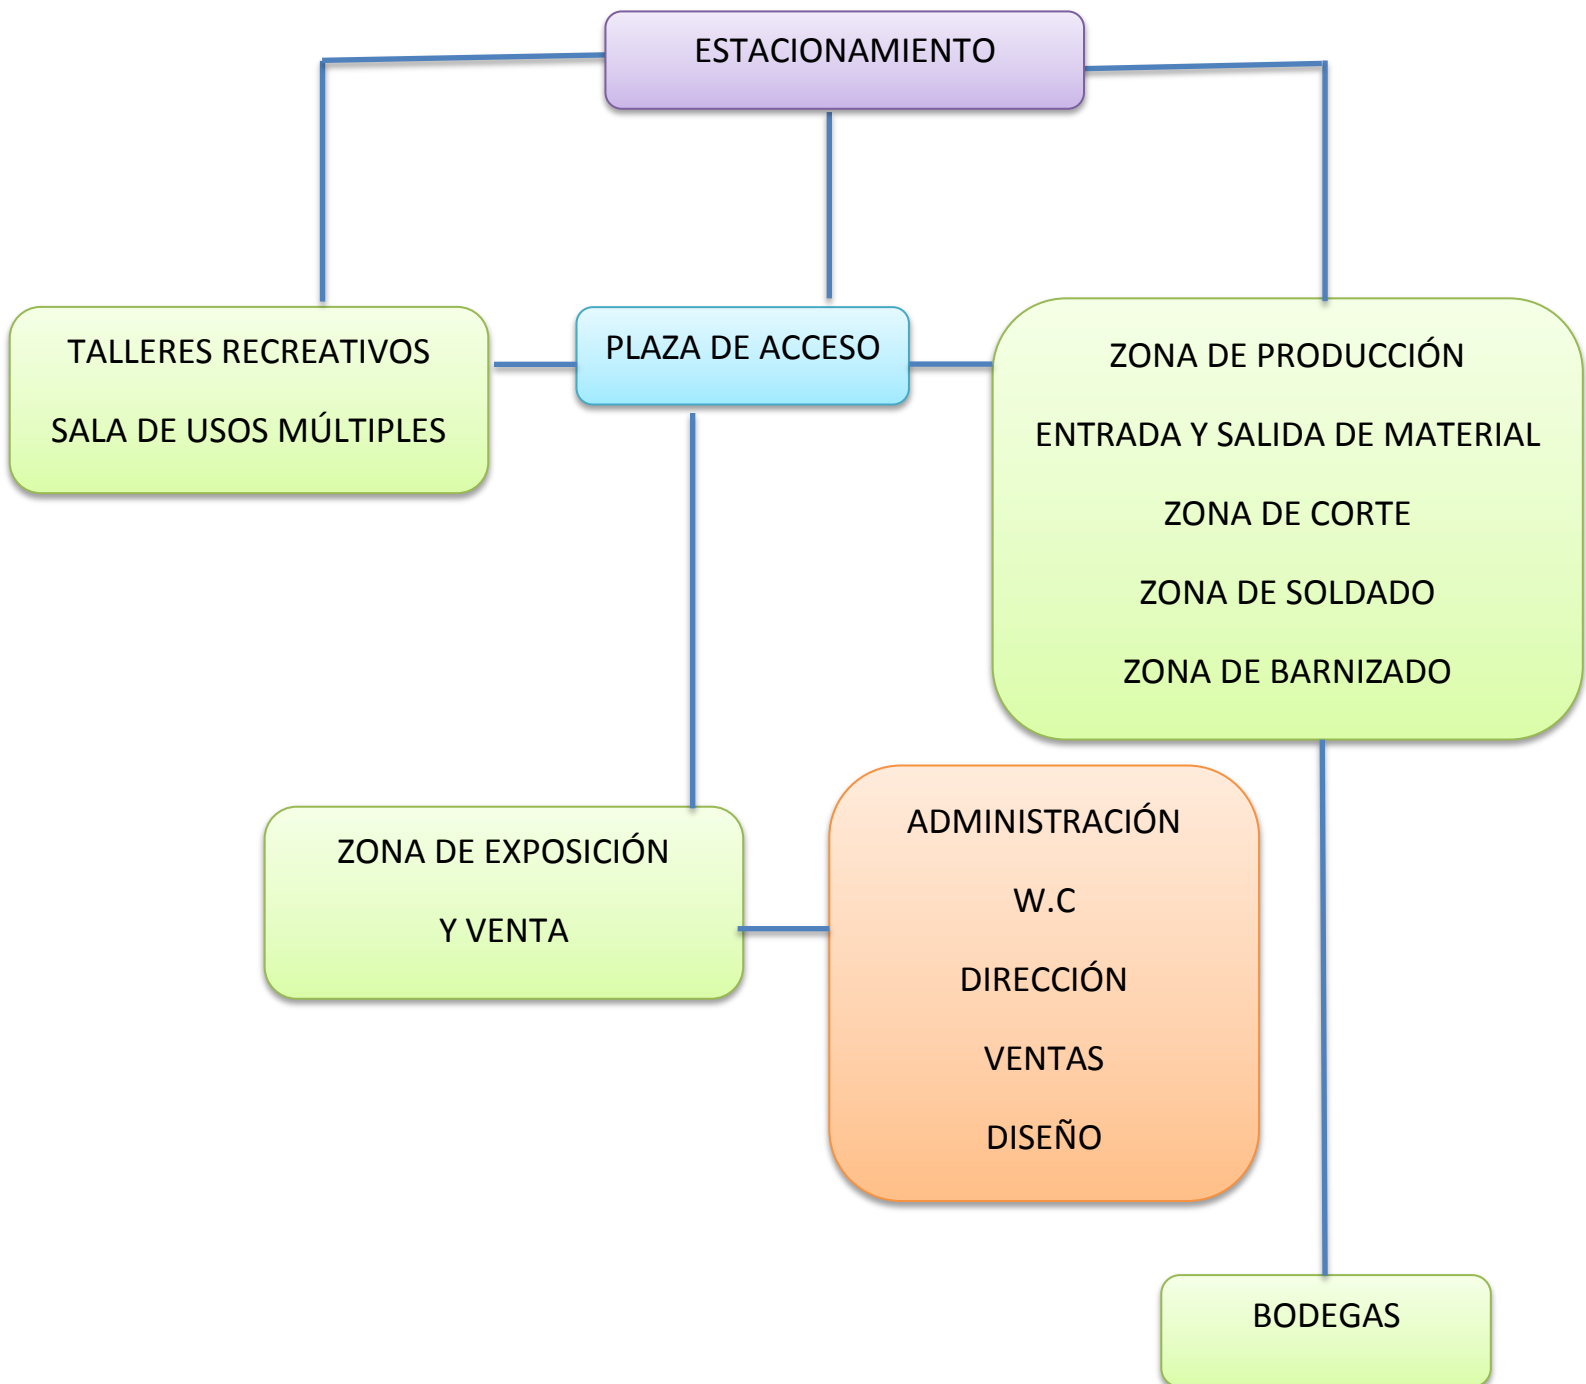 ESTACIONAMIENTO
TALLERES RECREATIVOS
SALA DE USOS MÚLTIPLES
PLAZA DE ACCESO
ZONA DE PRODUCCIÓN
ENTRADA Y SALIDA DE MATERIAL
ZONA DE CORTE
ZONA DE SOLDADO
ZONA DE BARNIZADO
ZONA DE EXPOSICIÓN
Y VENTA
ADMINISTRACIÓN
W.C
DIRECCIÓN
VENTAS
DISEÑO
BODEGAS